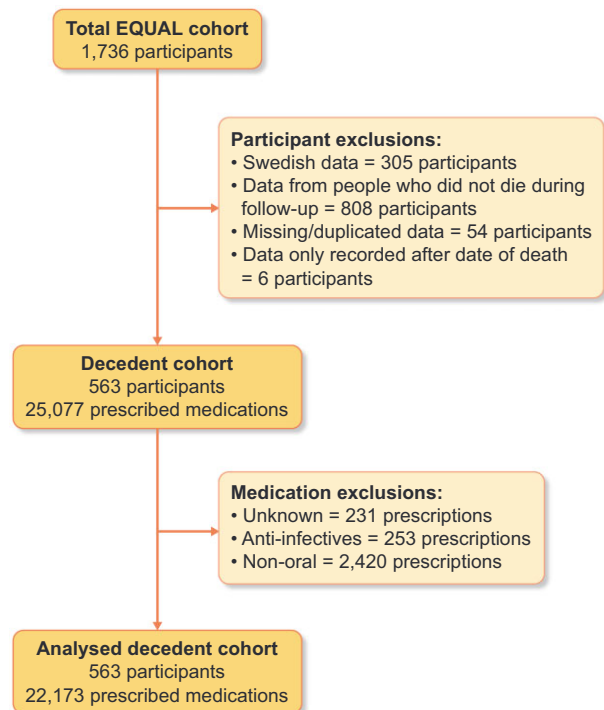 Total EQUAL cohort
1,736 participants
Participant exclusions:
• Swedish data = 305 participants
• Data from people who did not die during
follow-up = 808 participants
• Missing/duplicated data = 54 participants
• Data only recorded after date of death
= 6 participants
Decedent cohort
563 participants
25,077 prescribed medications
Medication exclusions:
• Unknown = 231 prescriptions
• Anti-infectives = 253 prescriptions
• Non-oral = 2,420 prescriptions
Analysed decedent cohort
563 participants
22,173 prescribed medications